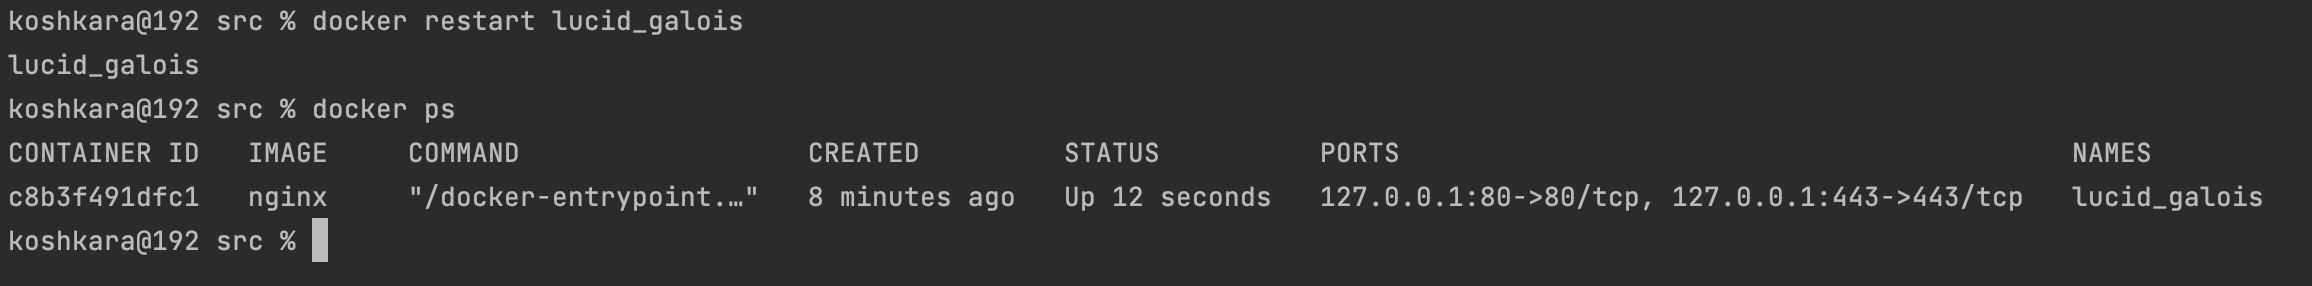 koshkara@192 src % docker restart lucid_galois
lucid_galois
koshkara@192 src % docker ps
CONTAINER ID   IMAGE     COMMAND                  CREATED         STATUS          PORTS                                      NAMES
c8b3f491dfc1   nginx     "/docker-entrypoint.…"   8 minutes ago   Up 12 seconds   127.0.0.1:80->80/tcp, 127.0.0.1:443->443/tcp   lucid_galois
koshkara@192 src %